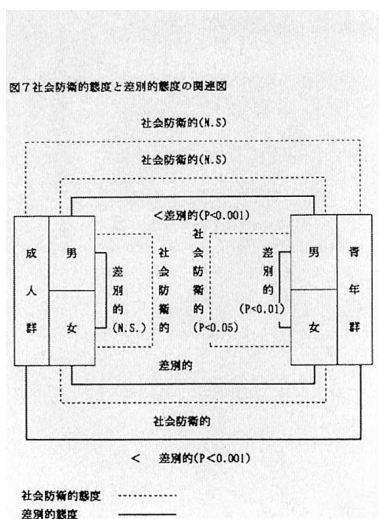 図7社会防衛的態度と差別的態度の関連図
社会防衛的(N.S)
社会防衛的(N.S)
<差別的(P<0.001)
成人群
男
女
差別的
(N.S.)
社会防衛的
社会防衛的
(P<0.05)
差別的
(P<0.01)
男
女
青年群
差別的
社会防衛的
< 差別的(P<0.001)
社会防衛的態度
差別的態度